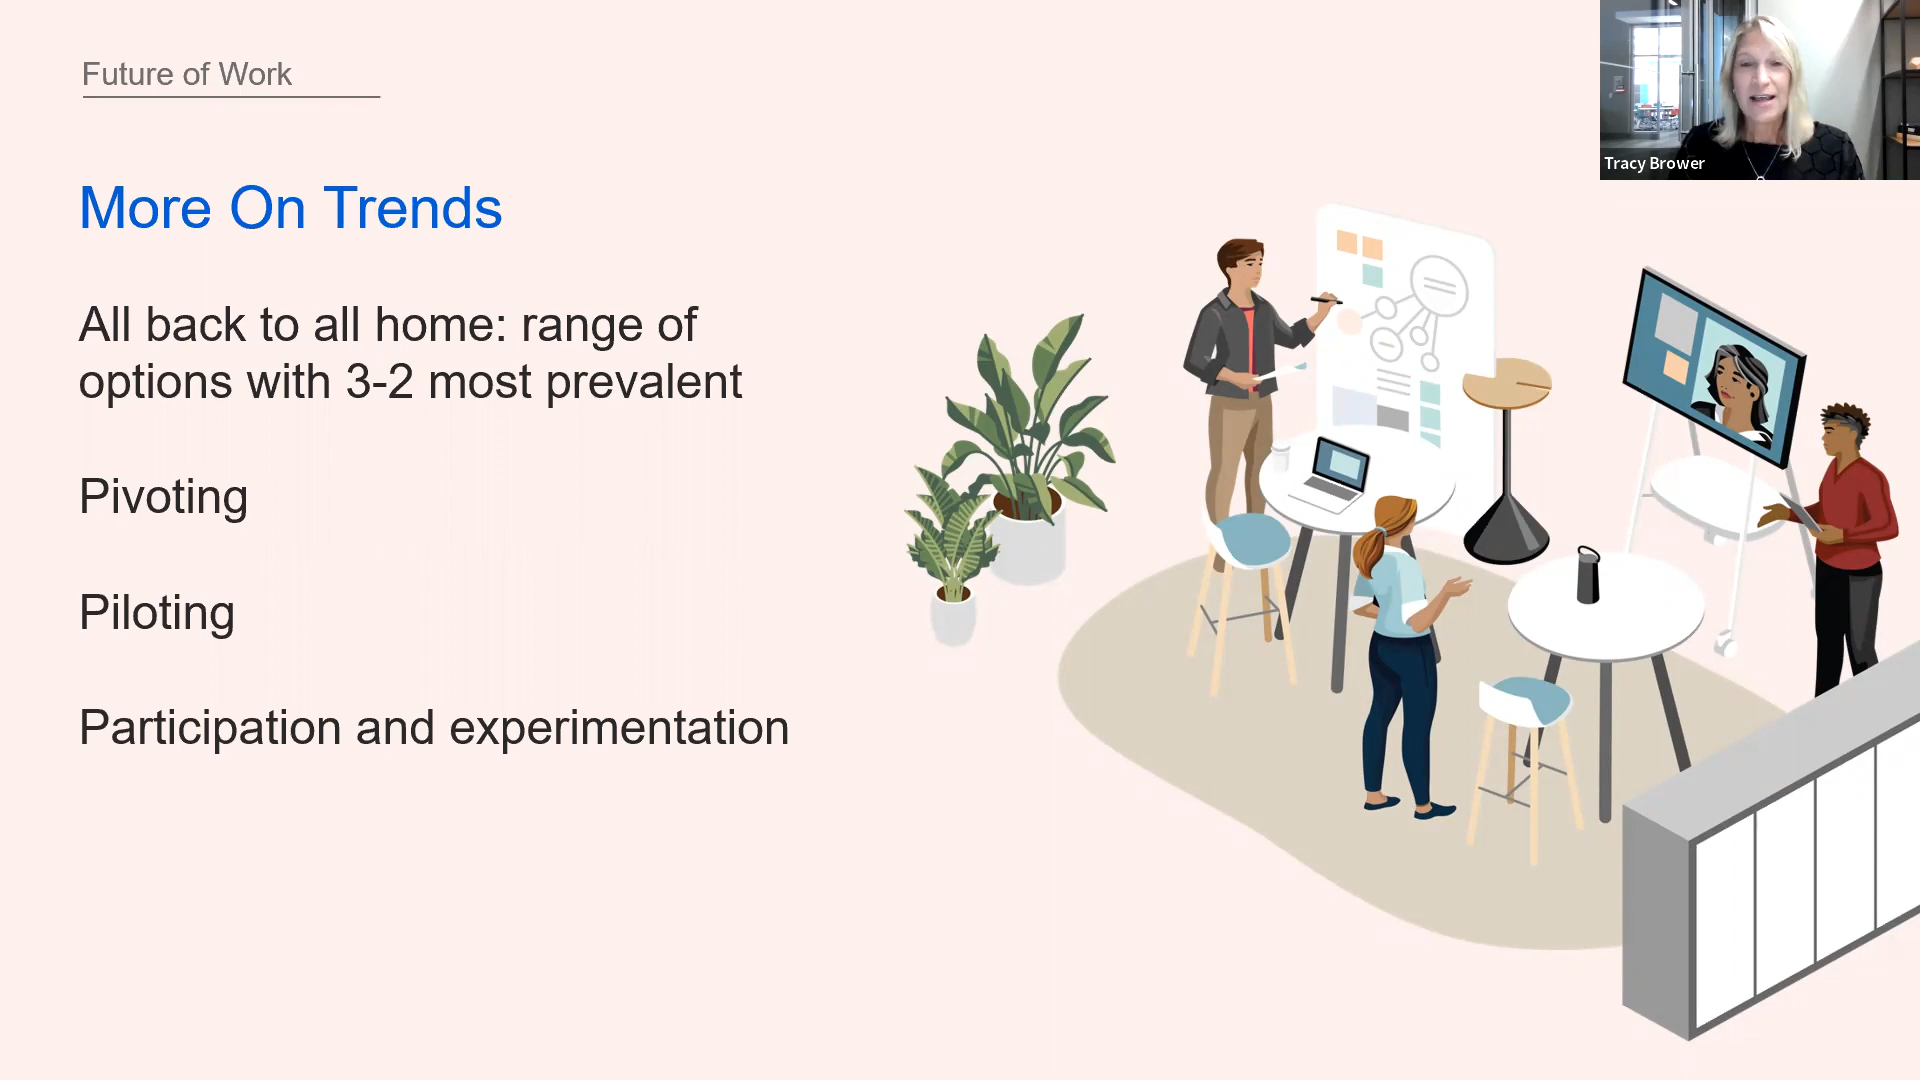 Future of Work
Tracy Brower
More On Trends
All back to all home: range of
options with 3-2 most prevalent
Pivoting
Piloting
Participation and experimentation